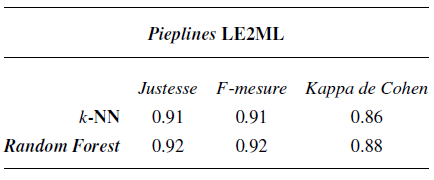 Pieplines LE2ML
Justesse F-mesure Kappa de Cohen
k-NN 0.91 0.91 0.86
Random Forest 0.92 0.92 0.88